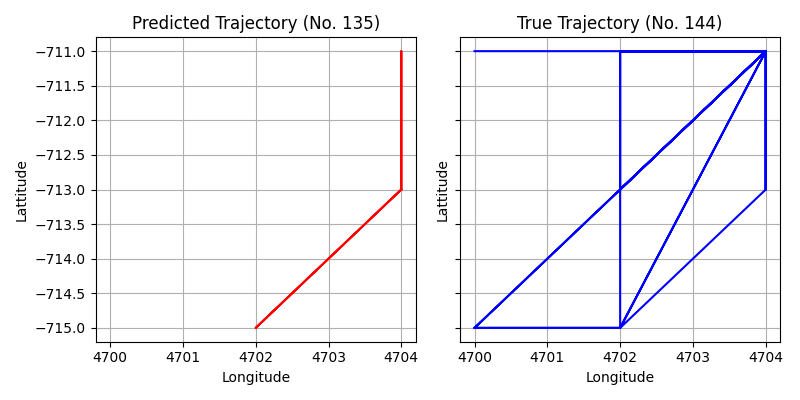 Predicted Trajectory (No. 135)
True Trajectory (No. 144)
−711.0
−711.5
−712.0
−712.5
−713.0
−713.5
−714.0
−714.5
−715.0
Lattitude
Lattitude
4700 4701 4702 4703 4704
4700 4701 4702 4703 4704
Longitude
Longitude